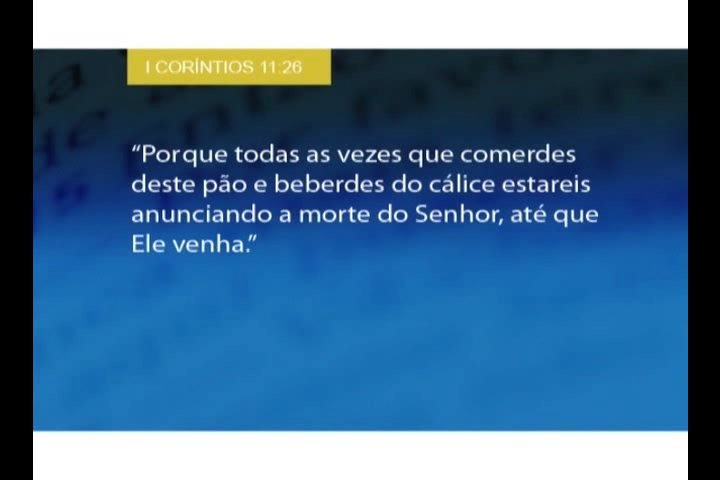 I CORÍNTIOS 11:26
“Porque todas as vezes que comerdes
deste pão e beberdes do cálice estareis
anunciando a morte do Senhor, até que
Ele venha.”